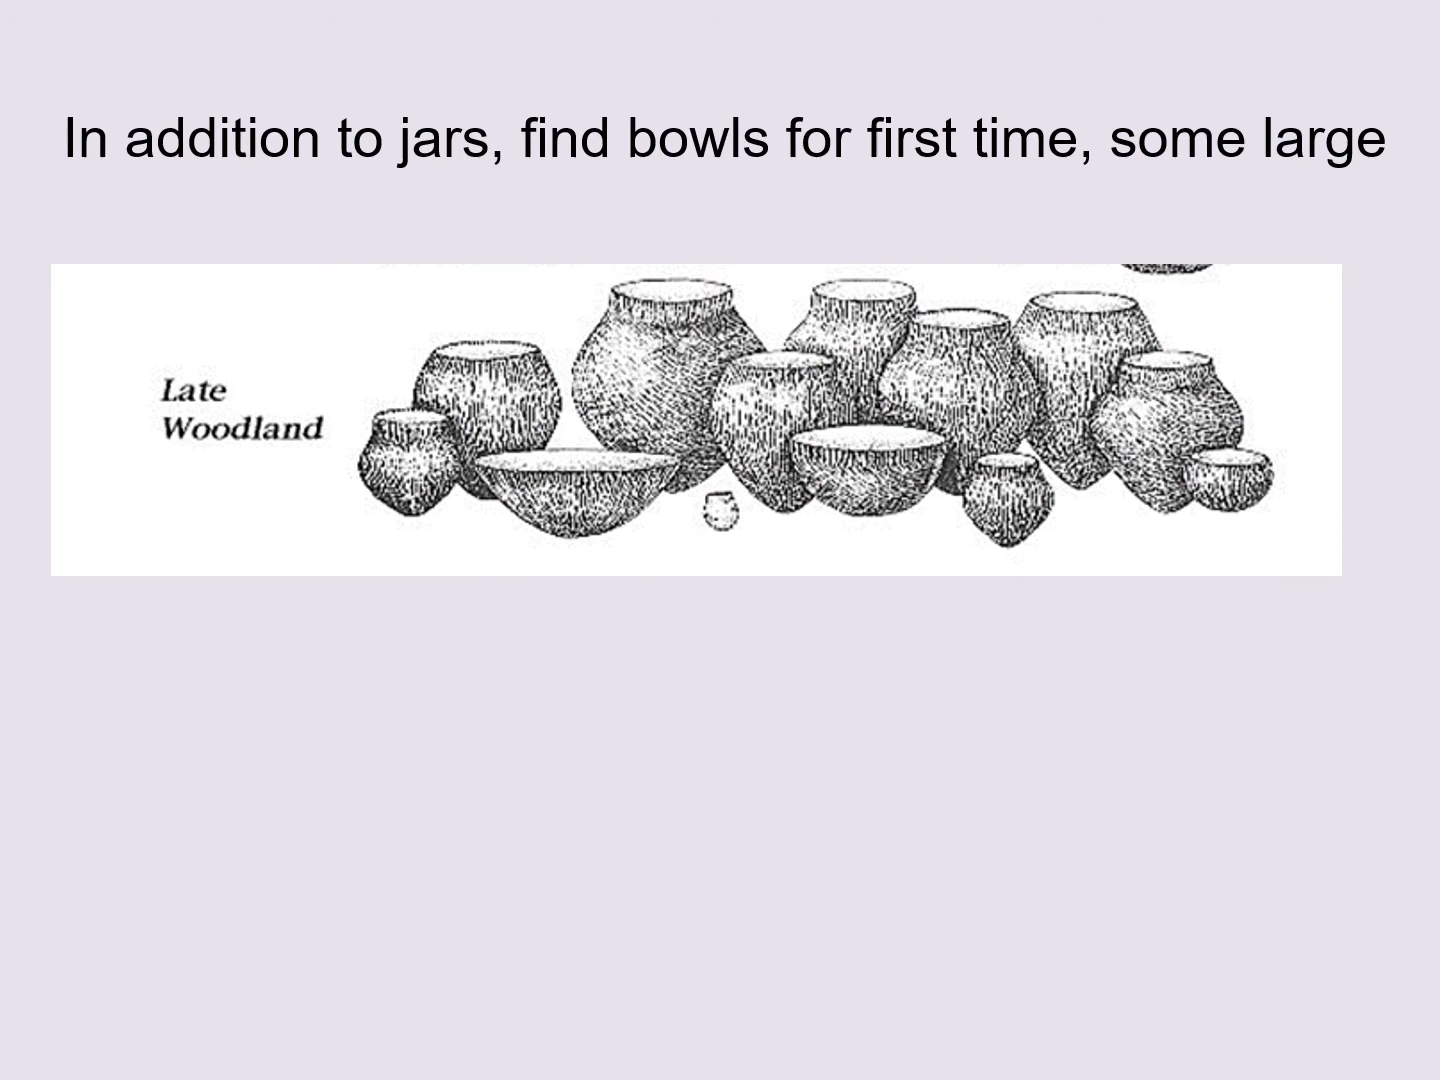 In addition to jars, find bowls for first time, some large
Late
Woodland